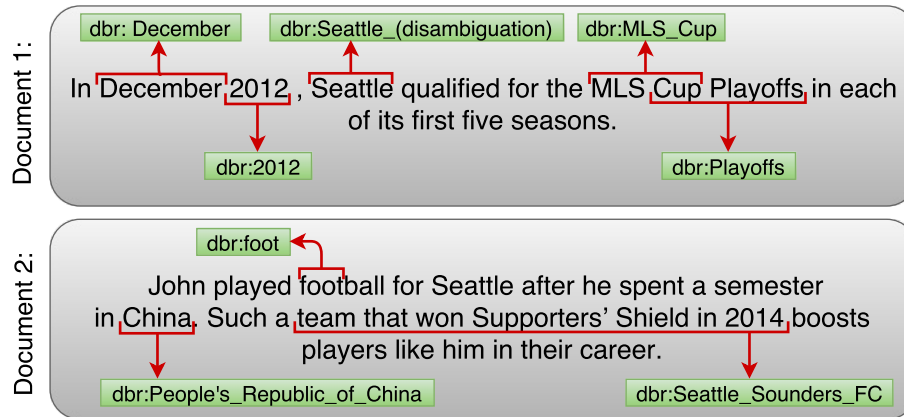 Document 1:
dbr: December
dbr:Seattle_(disambiguation)
dbr:MLS_Cup
In December 2012 , Seattle qualified for the MLS Cup Playoffs in each
of its first five seasons.
dbr:2012
dbr:Playoffs
Document 2:
dbr:foot
John played football for Seattle after he spent a semester
in China. Such a team that won Supporters’ Shield in 2014 boosts
players like him in their career.
dbr:People's_Republic_of_China
dbr:Seattle_Sounders_FC